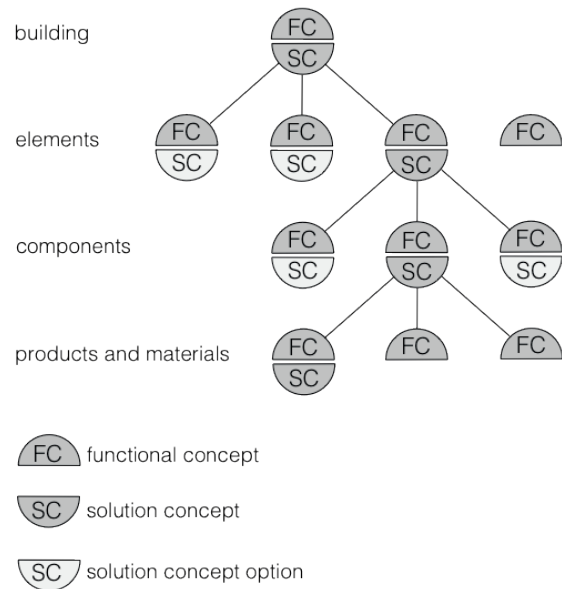 building
FC
SC
elements
FC FC FC FC
SC SC SC
components
FC FC FC
SC SC SC
products and materials
FC FC FC
SC
FC functional concept
SC solution concept
SC solution concept option